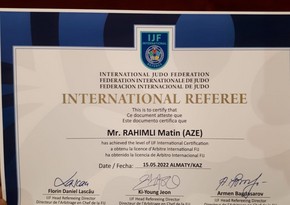 IJF
INTERNATIONAL JUDO FEDERATION
FEDERATION INTERNATIONALE DE JUDO
FEDERACION INTERNACIONAL DE JUDO
INTERNATIONAL REFEREE
This is to certify that
Ce document atteste que
Este documento certifica que
Mr. RAHIMLI Matin (AZE)
has achieved the level of IJF International Certification
a obtenu la licence d'Arbitre International FIJ
ha obtenido la licencia de Arbitro Internacional FIJ
15.05.2022 ALMATY/KAZ
Florin Daniel Lascău
Ki-Young Jeon
Armen Bagdasarov
IJF Head Refereeing Director
IJF Head Refereeing Director
IJF Head Refereeing Director